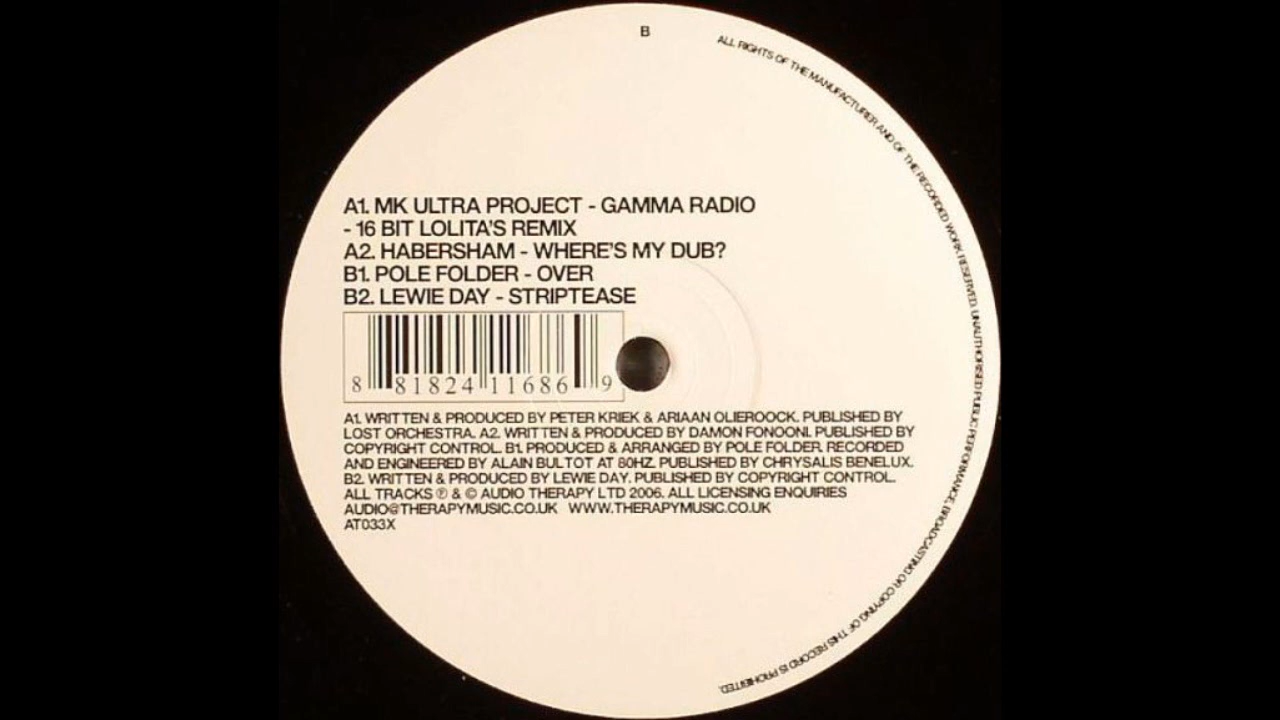 B
ALL RIGHTS OF THE MANUFACTURER AND OF THE RECORDED WORK RESERVED. UNAUTHORISED PUBLIC PERFORMANCE, BROADCASTING OR COPYING OF THIS RECORD IS PROHIBITED.
A1. MK ULTRA PROJECT - GAMMA RADIO
- 16 BIT LOLITA'S REMIX
A2. HABERSHAM - WHERE'S MY DUB?
B1. POLE FOLDER - OVER
B2. LEWIE DAY - STRIPTEASE
8 81824 11686 9
A1. WRITTEN & PRODUCED BY PETER KRIEK & ARIAAN OLIEROOCK. PUBLISHED BY
LOST ORCHESTRA. A2. WRITTEN & PRODUCED BY DAMON FONOONI. PUBLISHED BY
COPYRIGHT CONTROL. B1. PRODUCED & ARRANGED BY POLE FOLDER. RECORDED
AND ENGINEERED BY ALAIN BULTOT AT 80HZ. PUBLISHED BY CHRYSALIS BENELUX.
B2. WRITTEN & PRODUCED BY LEWIE DAY. PUBLISHED BY COPYRIGHT CONTROL.
ALL TRACKS ℗ & © AUDIO THERAPY LTD 2006. ALL LICENSING ENQUIRIES
AUDIO@THERAPYMUSIC.CO.UK WWW.THERAPYMUSIC.CO.UK
AT033X